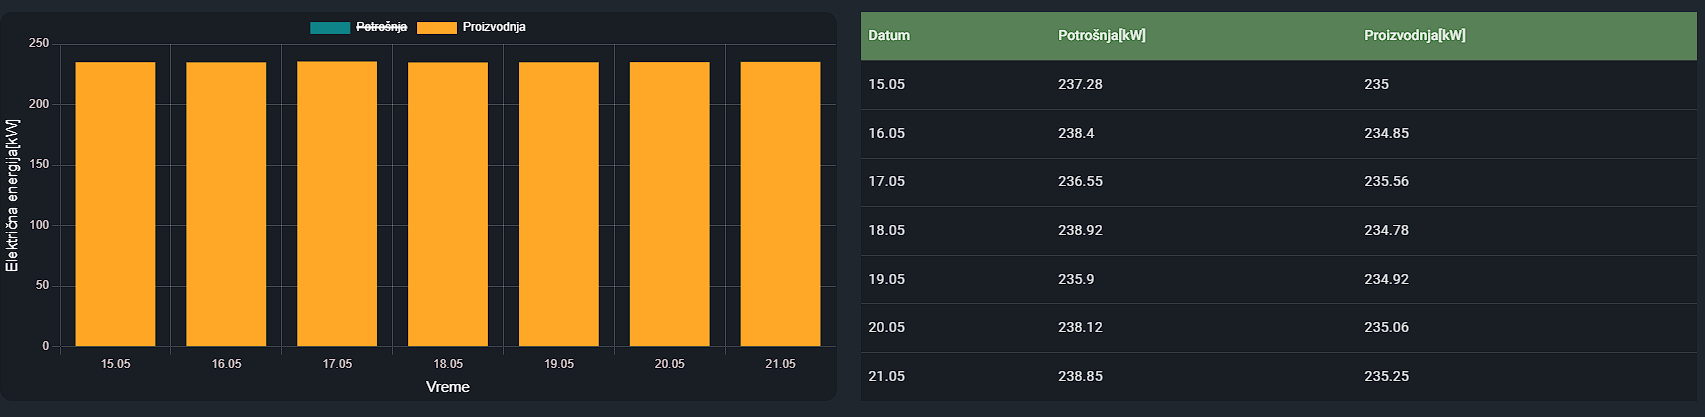 Potrošnja Proizvodnja
Električna energija[kW]
250
200
150
100
50
0
15.05 16.05 17.05 18.05 19.05 20.05 21.05
Vreme
Datum Potrošnja[kW] Proizvodnja[kW]
15.05 237.28 235
16.05 238.4 234.85
17.05 236.55 235.56
18.05 238.92 234.78
19.05 235.9 234.92
20.05 238.12 235.06
21.05 238.85 235.25